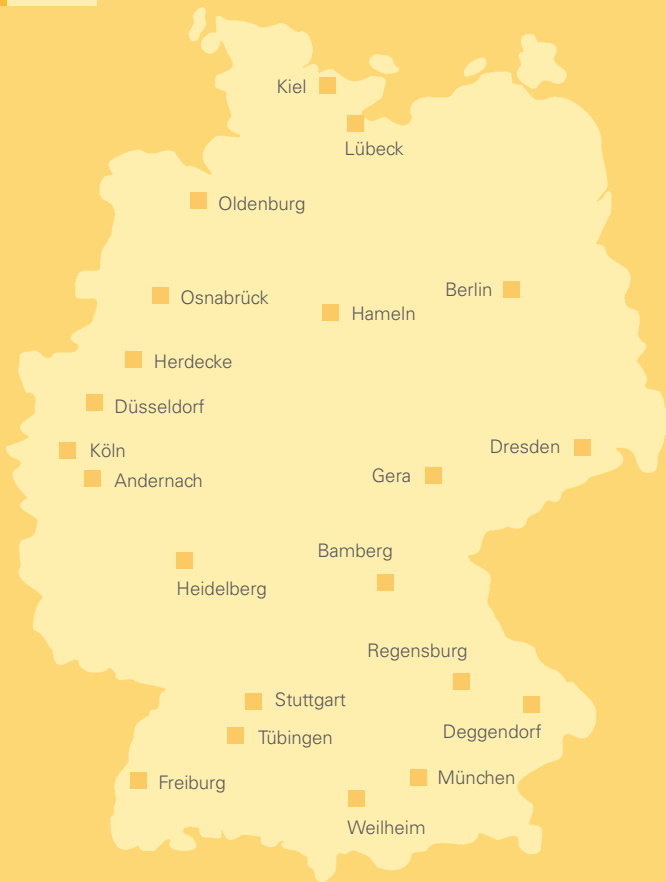 Kiel
Lübeck
Oldenburg
Berlin
Osnabrück
Hameln
Herdecke
Düsseldorf
Dresden
Köln
Gera
Andernach
Bamberg
Heidelberg
Regensburg
Stuttgart
Deggendorf
Tübingen
München
Freiburg
Weilheim